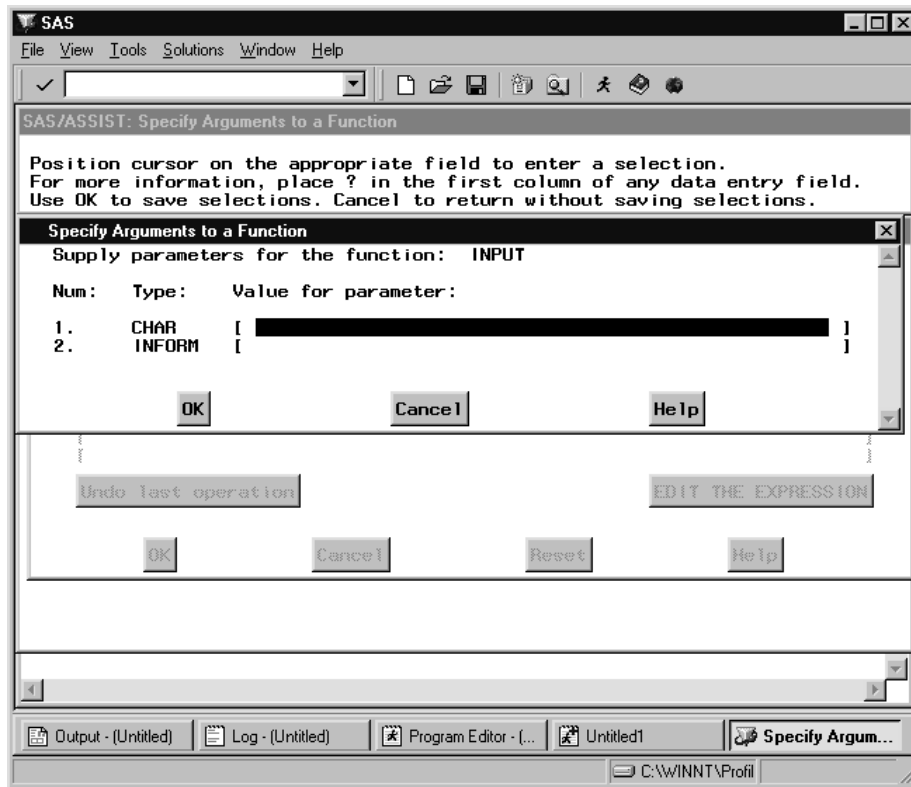 SAS
File View Tools Solutions Window Help
SAS/ASSIST: Specify Arguments to a Function
Position cursor on the appropriate field to enter a selection.
For more information, place ? in the first column of any data entry field.
Use OK to save selections. Cancel to return without saving selections.
Specify Arguments to a Function
Supply parameters for the function: INPUT
Num: Type: Value for parameter:
1. CHAR [ ]
2. INFORM [ ]
OK Cancel Help
Undo last operation EDIT THE EXPRESSION
OK Cancel Reset Help
Output - (Untitled) Log - (Untitled) Program Editor - (... Untitled1 Specify Argum...
C:\WINNT\Profil